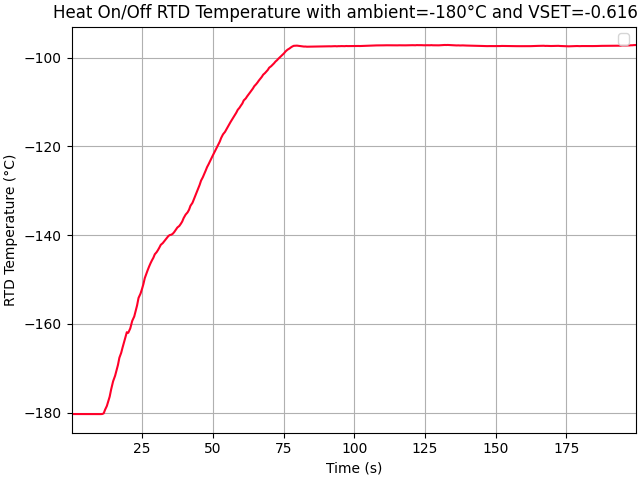 Heat On/Off RTD Temperature with ambient=-180°C and VSET=-0.616
RTD Temperature (°C)
−100
−120
−140
−160
−180
25 50 75 100 125 150 175
Time (s)